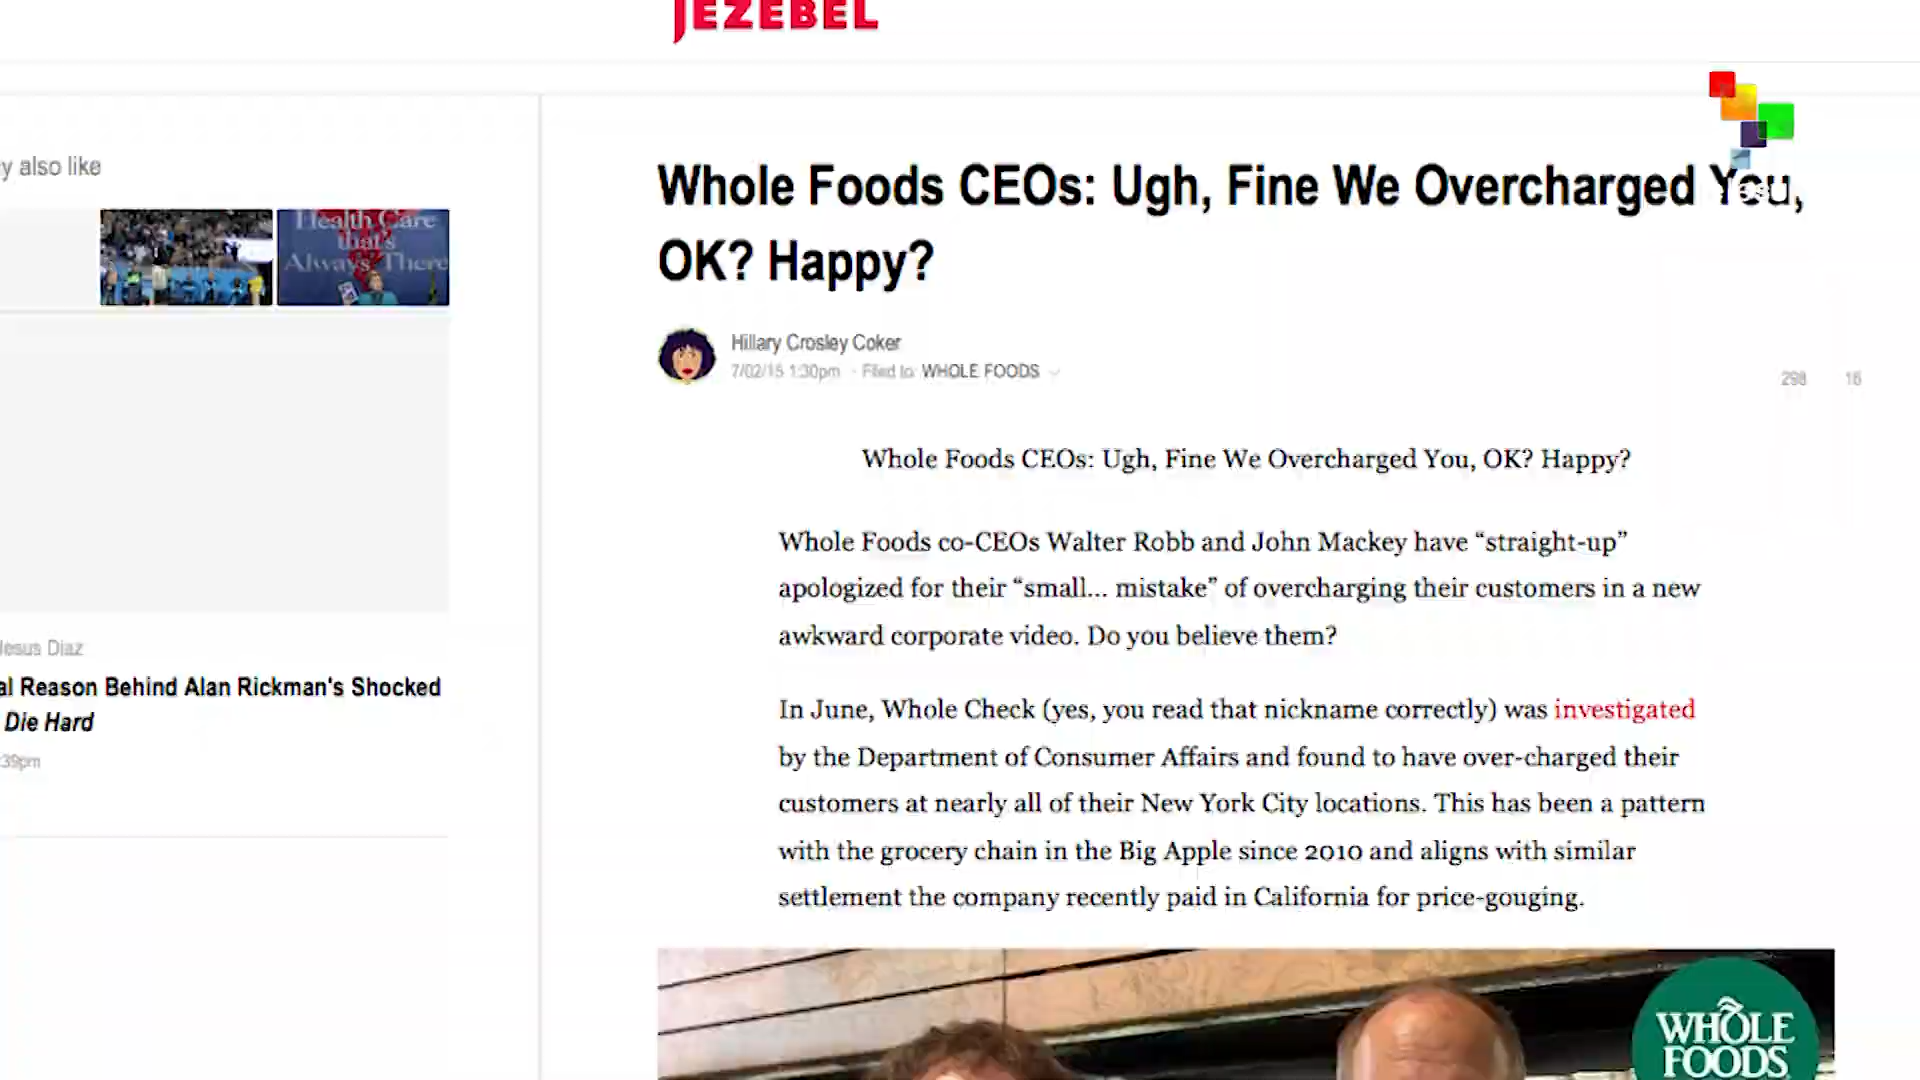 JEZEBEL
y also like
Health Care
that's
Always There
Whole Foods CEOs: Ugh, Fine We Overcharged You,
OK? Happy?
Hillary Crosley Coker
7/02/15 1:30pm · Filed to: WHOLE FOODS
298 16
Whole Foods CEOs: Ugh, Fine We Overcharged You, OK? Happy?
Whole Foods co-CEOs Walter Robb and John Mackey have “straight-up”
apologized for their “small... mistake” of overcharging their customers in a new
awkward corporate video. Do you believe them?
In June, Whole Check (yes, you read that nickname correctly) was investigated
by the Department of Consumer Affairs and found to have over-charged their
customers at nearly all of their New York City locations. This has been a pattern
with the grocery chain in the Big Apple since 2010 and aligns with similar
settlement the company recently paid in California for price-gouging.
Jesus Diaz
al Reason Behind Alan Rickman's Shocked
Die Hard
:39pm
WHOLE
FOODS